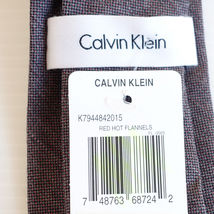 Calvin Klein
CALVIN KLEIN
K7944842015
RED HOT FLANNELS
7 48763 68724 2